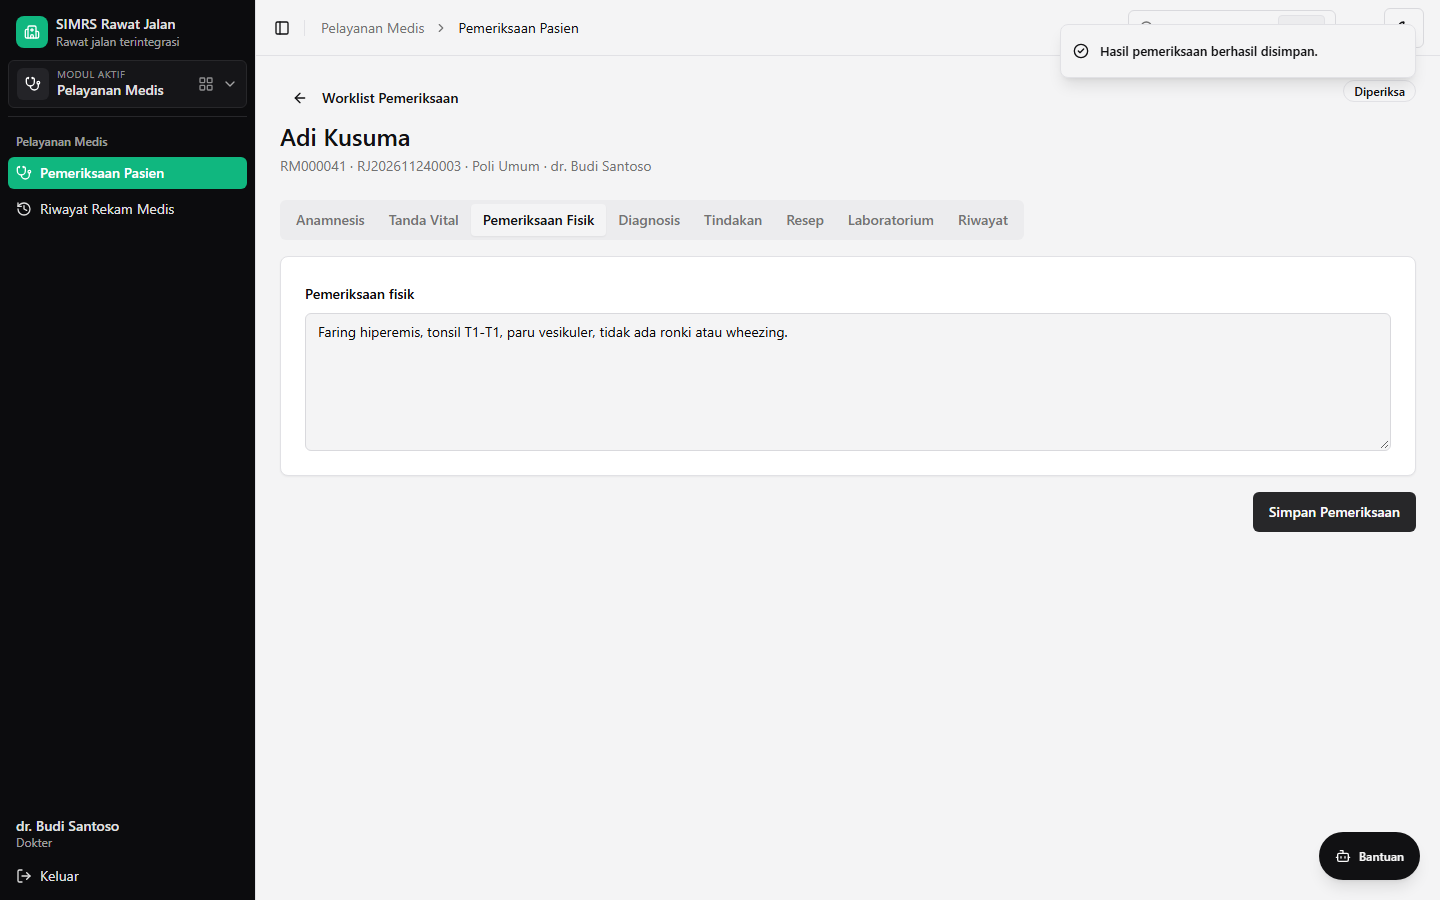 SIMRS Rawat Jalan
Rawat jalan terintegrasi
MODUL AKTIF
Pelayanan Medis
Pelayanan Medis
Pemeriksaan Pasien
Riwayat Rekam Medis
dr. Budi Santoso
Dokter
Keluar
Pelayanan Medis > Pemeriksaan Pasien
Hasil pemeriksaan berhasil disimpan.
Worklist Pemeriksaan
Diperiksa
Adi Kusuma
RM000041 · RJ202611240003 · Poli Umum · dr. Budi Santoso
Anamnesis Tanda Vital Pemeriksaan Fisik Diagnosis Tindakan Resep Laboratorium Riwayat
Pemeriksaan fisik
Faring hiperemis, tonsil T1-T1, paru vesikuler, tidak ada ronki atau wheezing.
Simpan Pemeriksaan
Bantuan